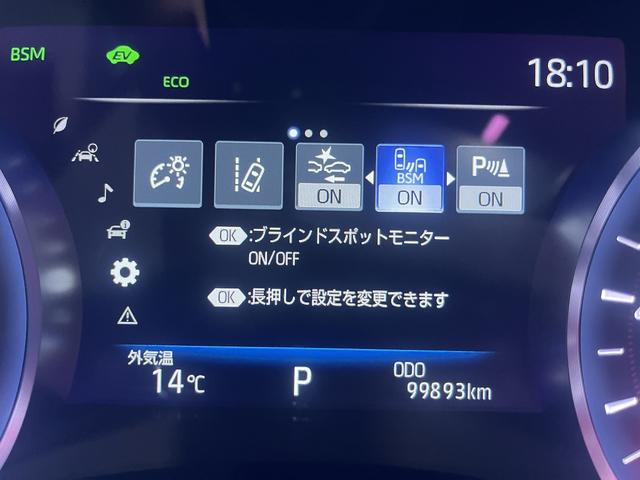 BSM
EV
ECO
18:10
ON
BSM
ON
P
ON
OK :ブラインドスポットモニター
ON/OFF
OK :長押しで設定を変更できます
外気温
14℃
P
ODO
99893km